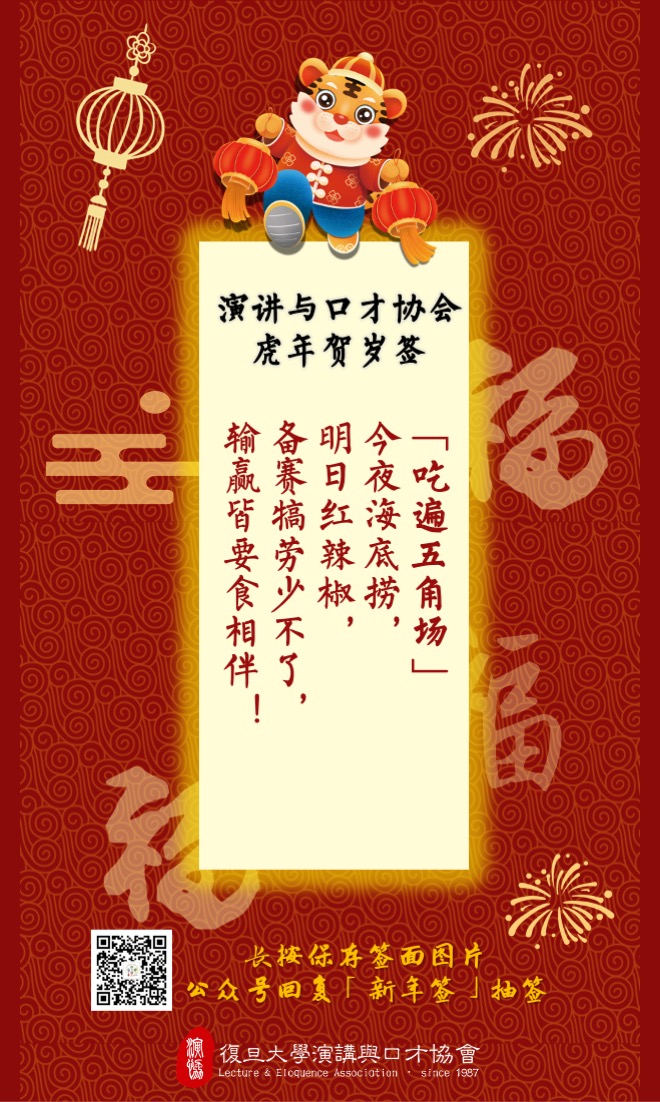 演讲与口才协会
虎年贺岁签
「吃遍五角场」
今夜海底捞，
明日红辣椒，
备赛犒劳少不了，
输赢皆要食相伴！
福
福
福
长按保存签面图片
公众号回复「新年签」抽签
演協
復旦大學演講與口才協會
Lecture & Eloquence Association · since 1987